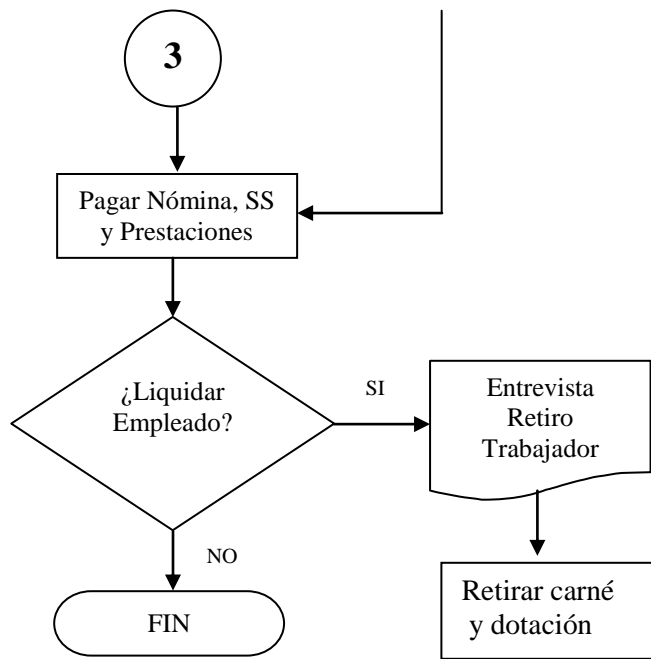 3
Pagar Nómina, SS
y Prestaciones
¿Liquidar
Empleado?
SI
Entrevista
Retiro
Trabajador
NO
FIN
Retirar carné
y dotación